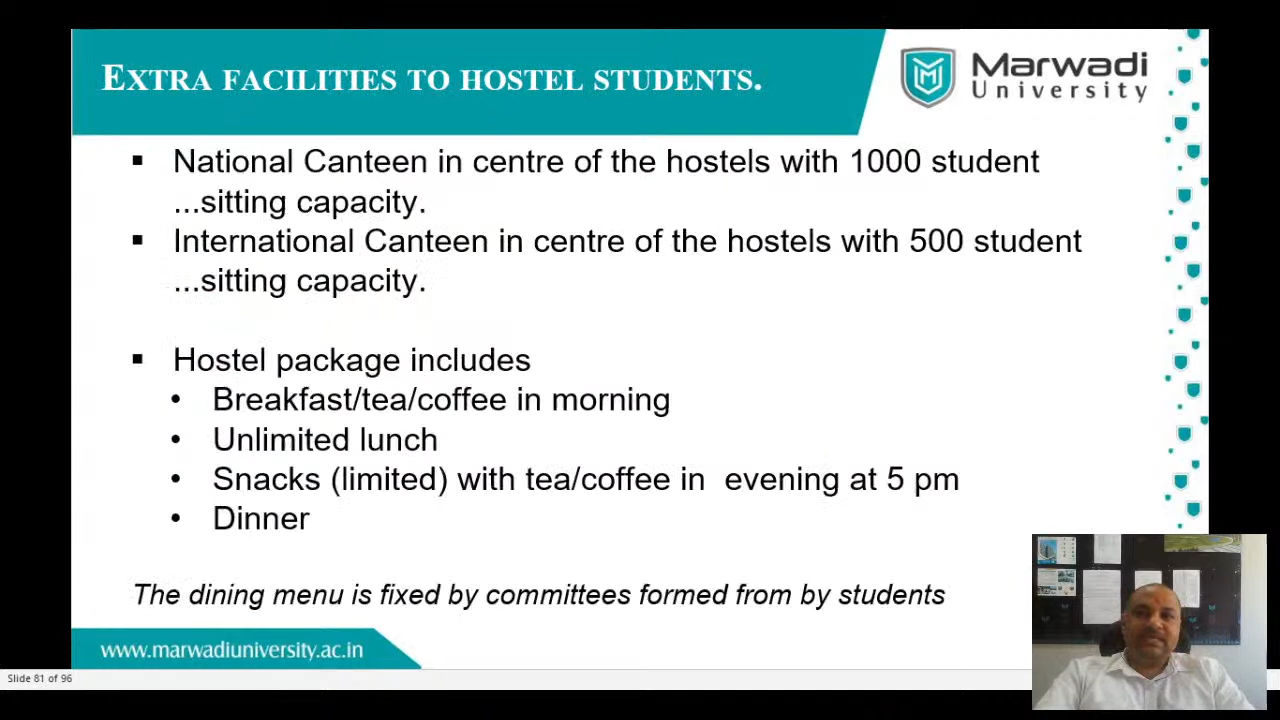 EXTRA FACILITIES TO HOSTEL STUDENTS.
Marwadi
University
▪ National Canteen in centre of the hostels with 1000 student
...sitting capacity.
▪ International Canteen in centre of the hostels with 500 student
...sitting capacity.
▪ Hostel package includes
• Breakfast/tea/coffee in morning
• Unlimited lunch
• Snacks (limited) with tea/coffee in evening at 5 pm
• Dinner
The dining menu is fixed by committees formed from by students
www.marwadiuniversity.ac.in
Slide 81 of 96